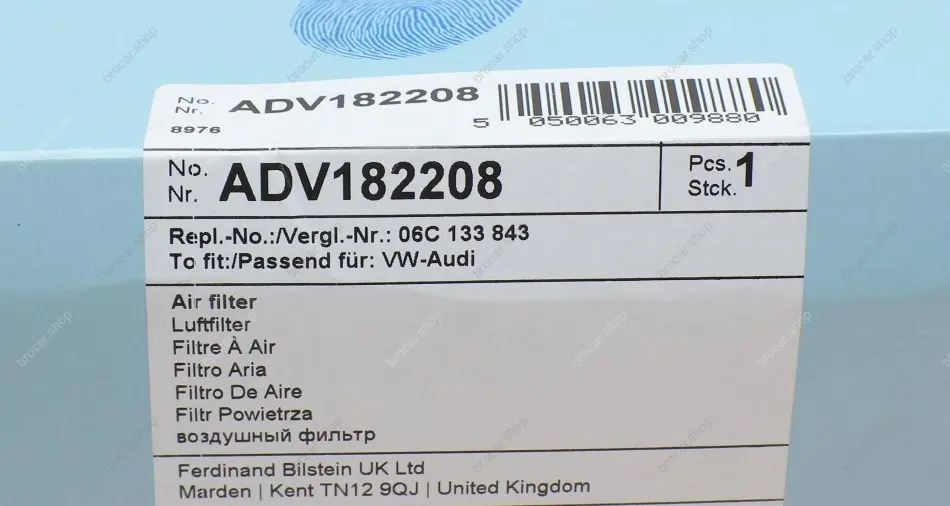 No. ADV182208
Nr.
8976
5 050063 009880
No. ADV182208
Nr.
Pcs. 1
Stck.
Repl.-No.:/Vergl.-Nr.: 06C 133 843
To fit:/Passend für: VW-Audi
Air filter
Luftfilter
Filtre À Air
Filtro Aria
Filtro De Aire
Filtr Powietrza
воздушный фильтр
Ferdinand Bilstein UK Ltd
Marden | Kent TN12 9QJ | United Kingdom
brocar.shop